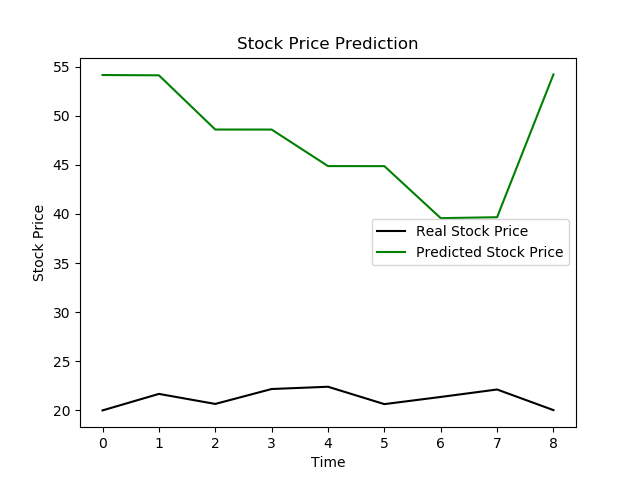 Stock Price Prediction
55
50
45
40
35
30
25
20
Stock Price
Real Stock Price
Predicted Stock Price
0 1 2 3 4 5 6 7 8
Time